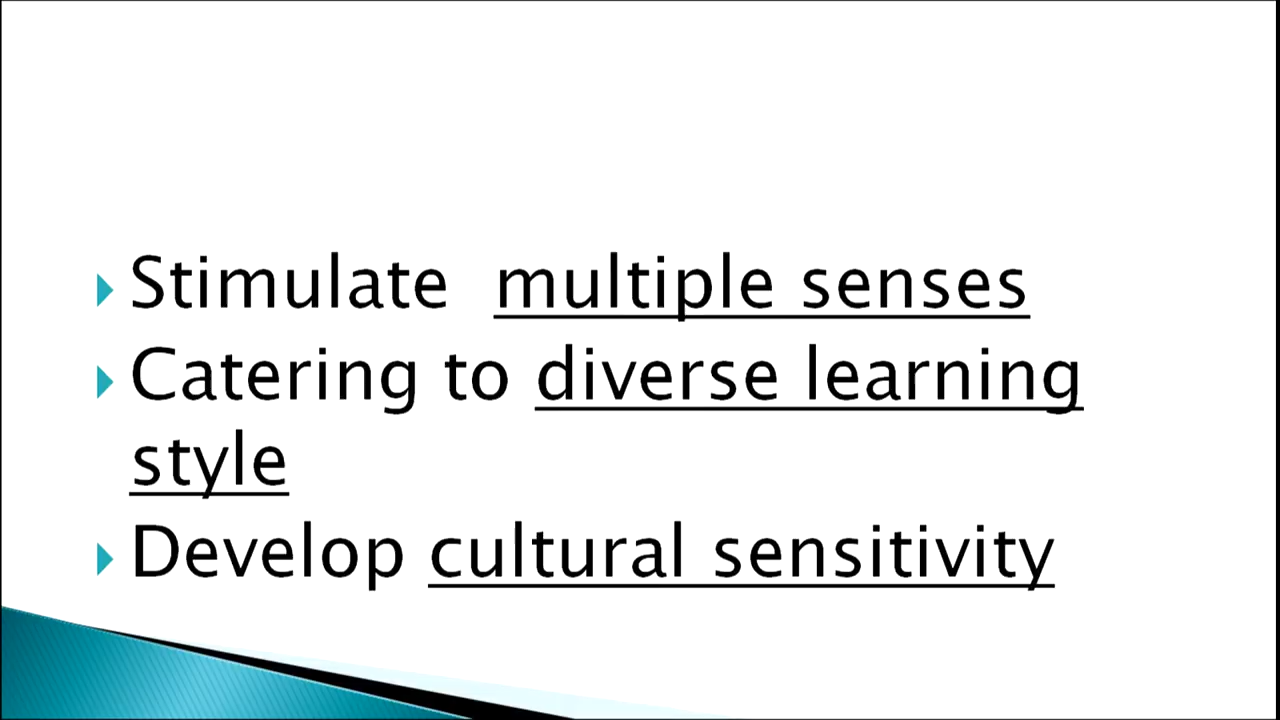 Stimulate  multiple senses
Catering to diverse learning
style
Develop cultural sensitivity